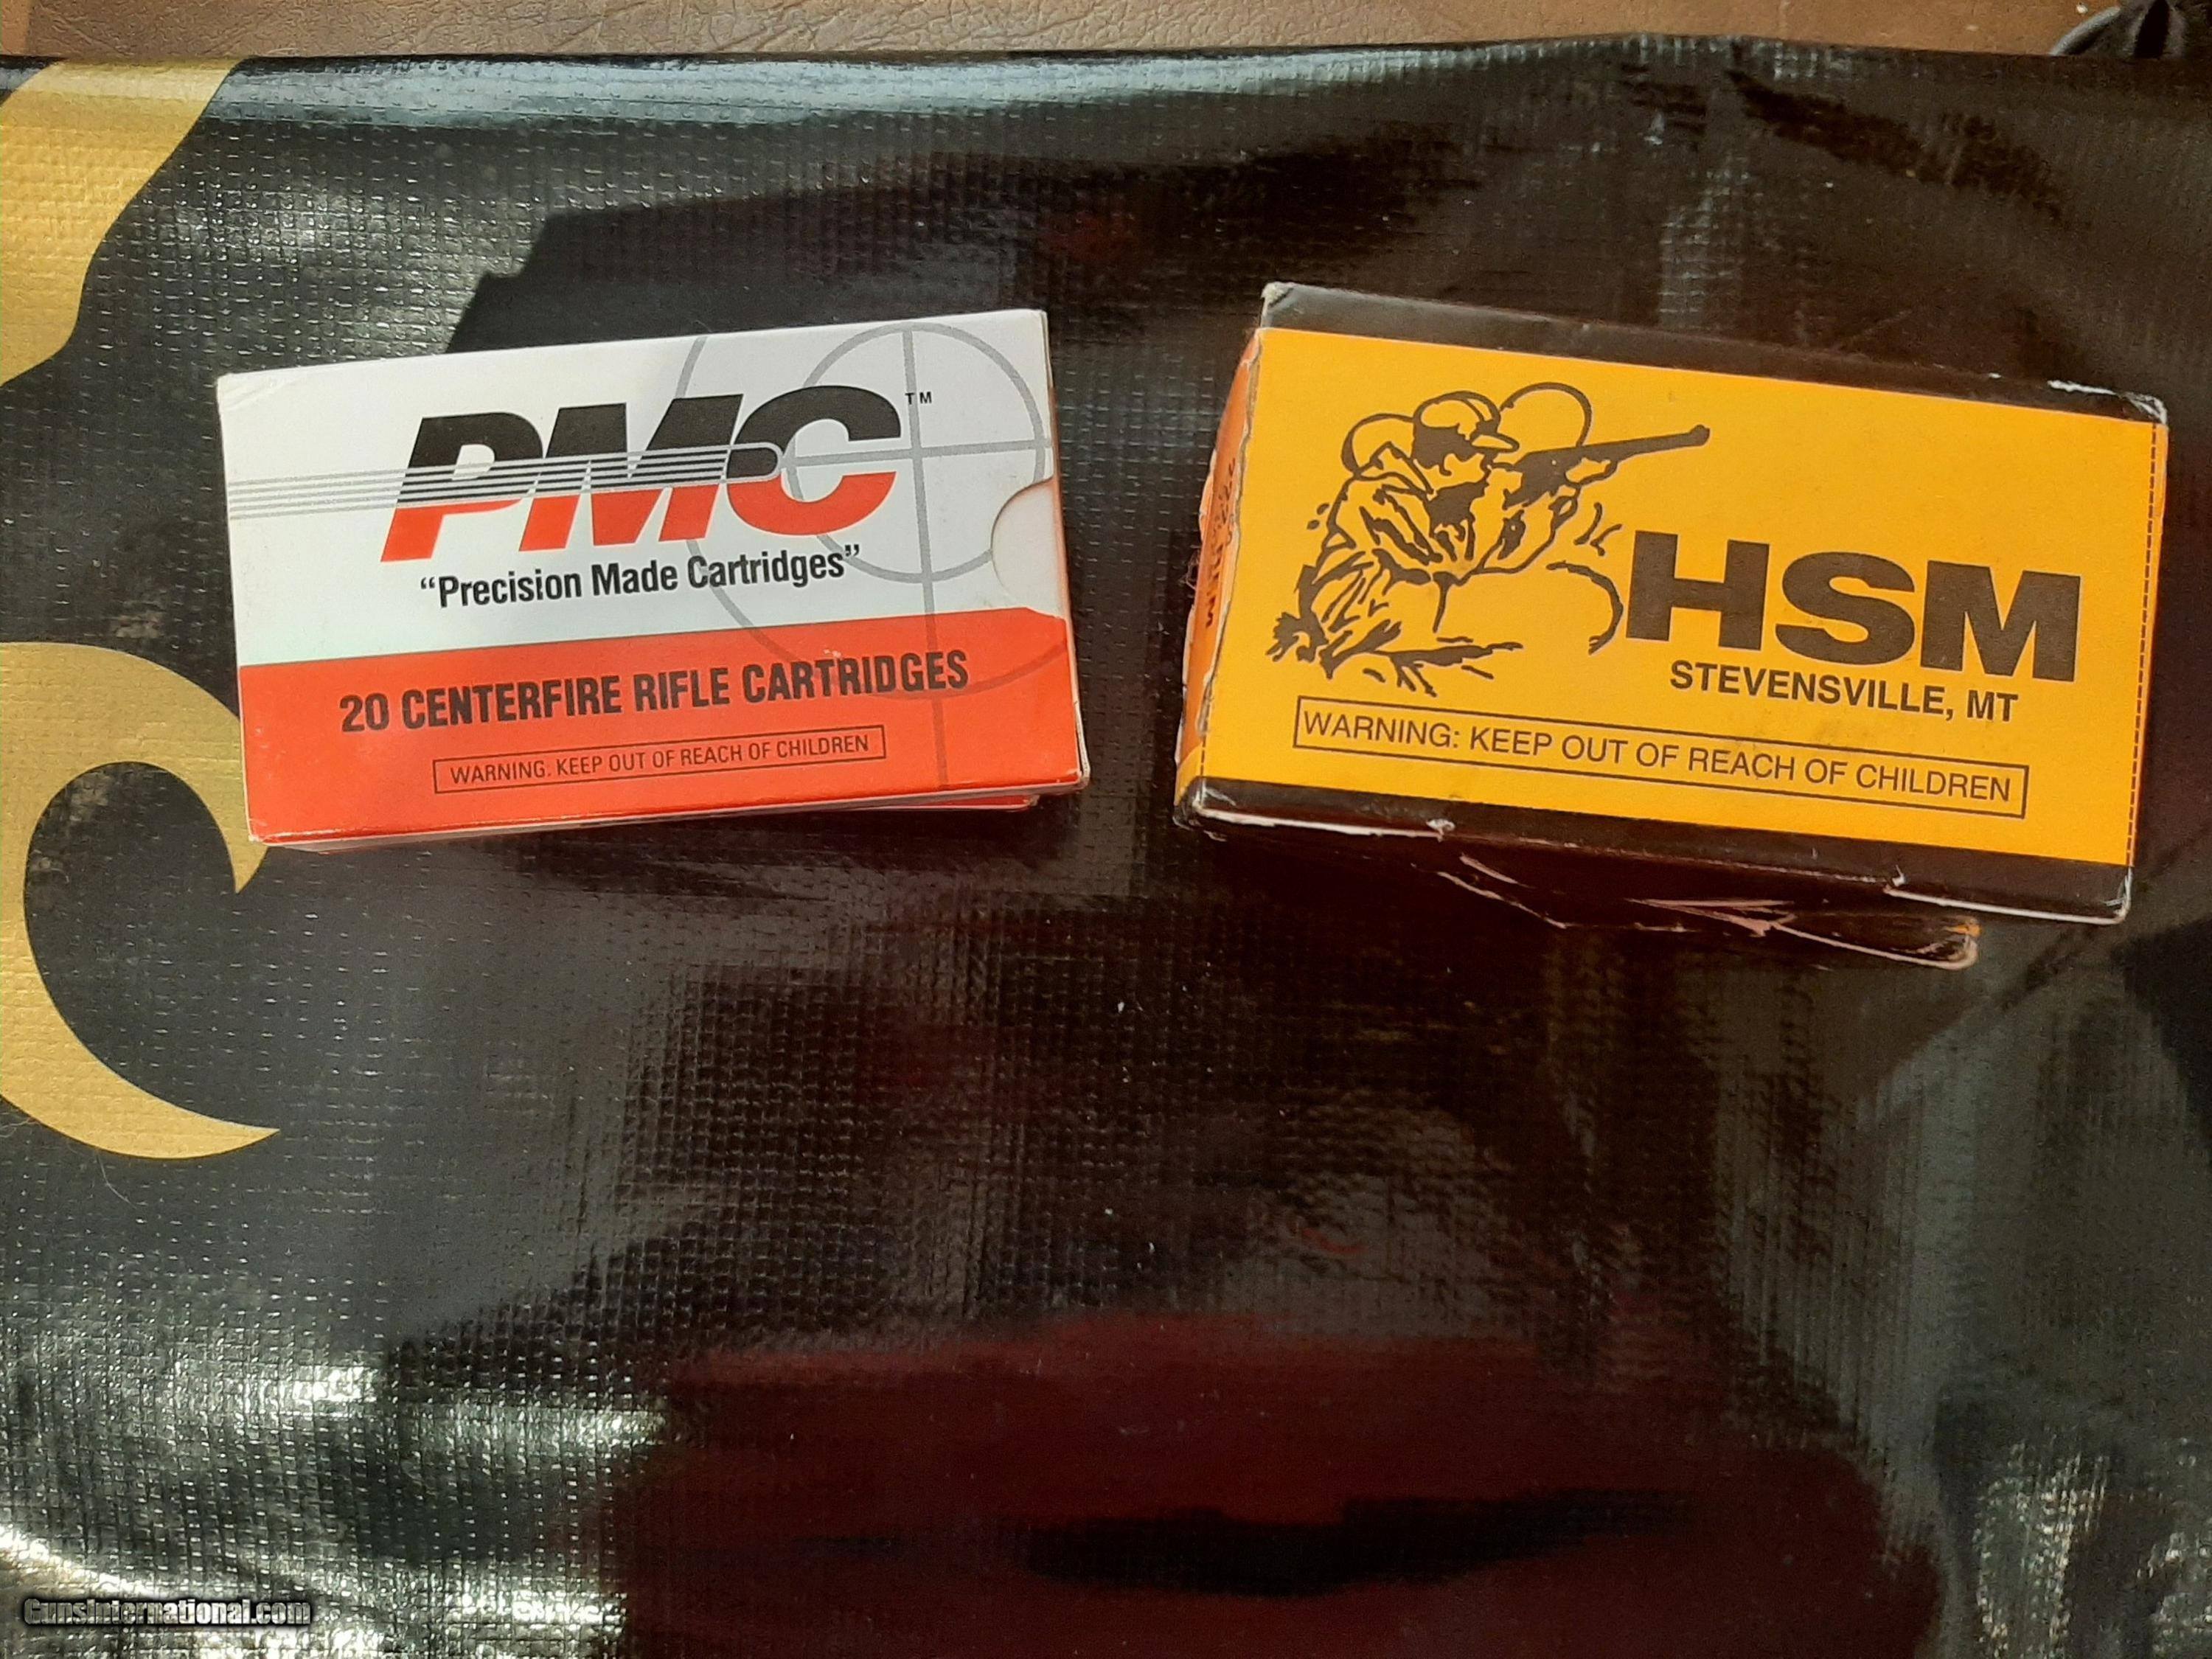 PMC™
“Precision Made Cartridges”
20 CENTERFIRE RIFLE CARTRIDGES
WARNING: KEEP OUT OF REACH OF CHILDREN
HSM
STEVENSVILLE, MT
WARNING: KEEP OUT OF REACH OF CHILDREN
GunsInternational.com